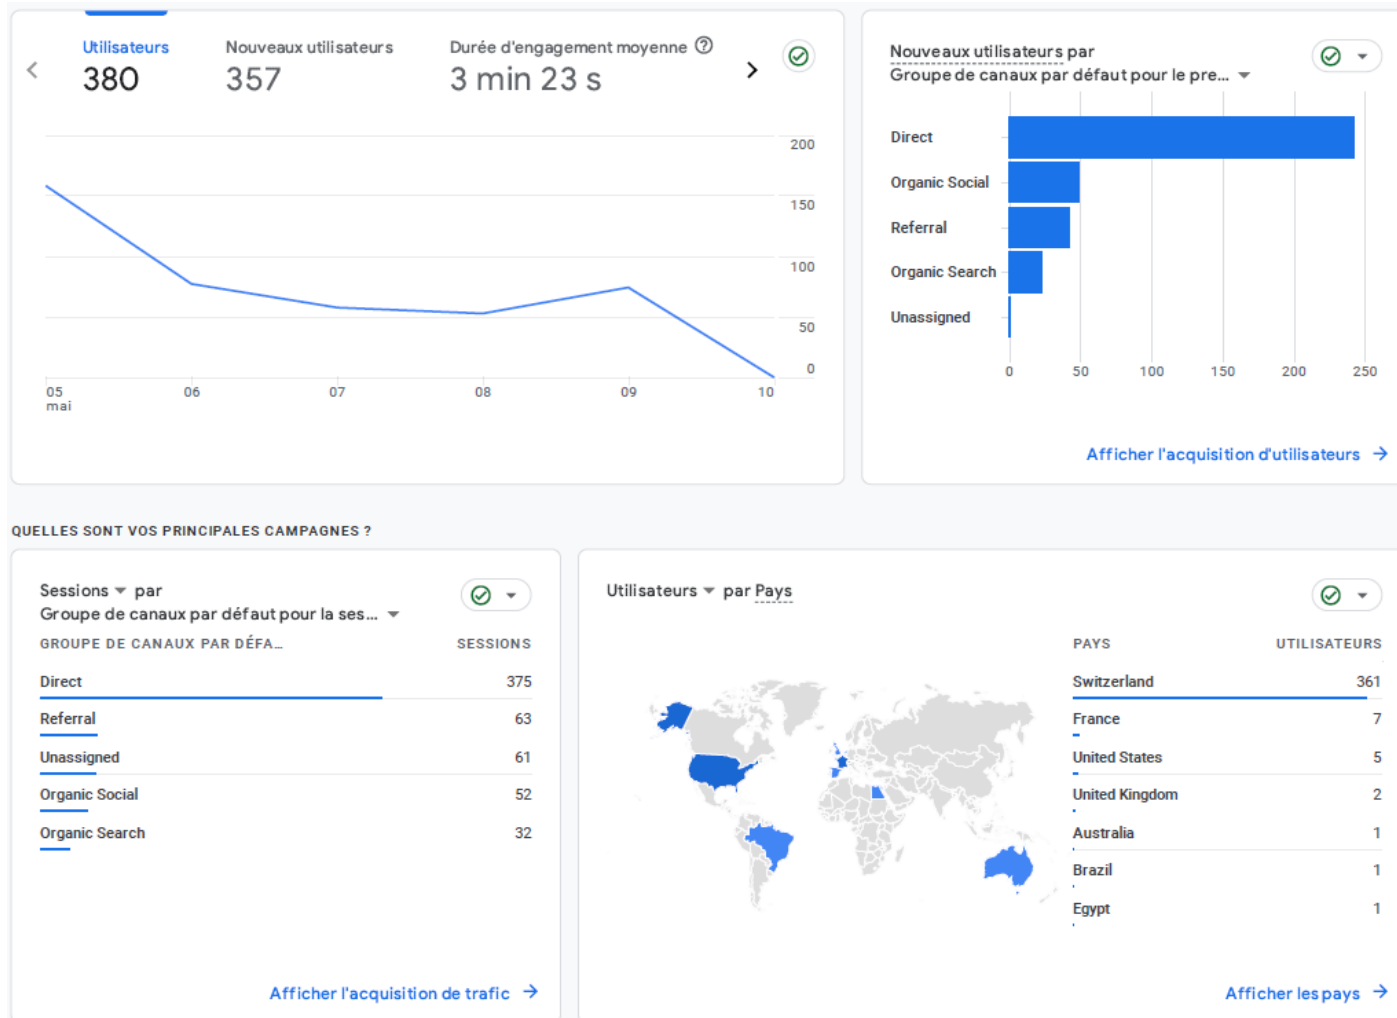 Utilisateurs
380
Nouveaux utilisateurs
357
Durée d'engagement moyenne
3 min 23 s
200
150
100
50
0
05
mai
06
07
08
09
10
Nouveaux utilisateurs par
Groupe de canaux par défaut pour le pre...
Direct
Organic Social
Referral
Organic Search
Unassigned
0
50
100
150
200
250
Afficher l'acquisition d'utilisateurs
QUELLES SONT VOS PRINCIPALES CAMPAGNES ?
Sessions par
Groupe de canaux par défaut pour la ses...
GROUPE DE CANAUX PAR DÉFA...
SESSIONS
Direct 375
Referral 63
Unassigned 61
Organic Social 52
Organic Search 32
Afficher l'acquisition de trafic
Utilisateurs par Pays
PAYS UTILISATEURS
Switzerland 361
France 7
United States 5
United Kingdom 2
Australia 1
Brazil 1
Egypt 1
Afficher les pays